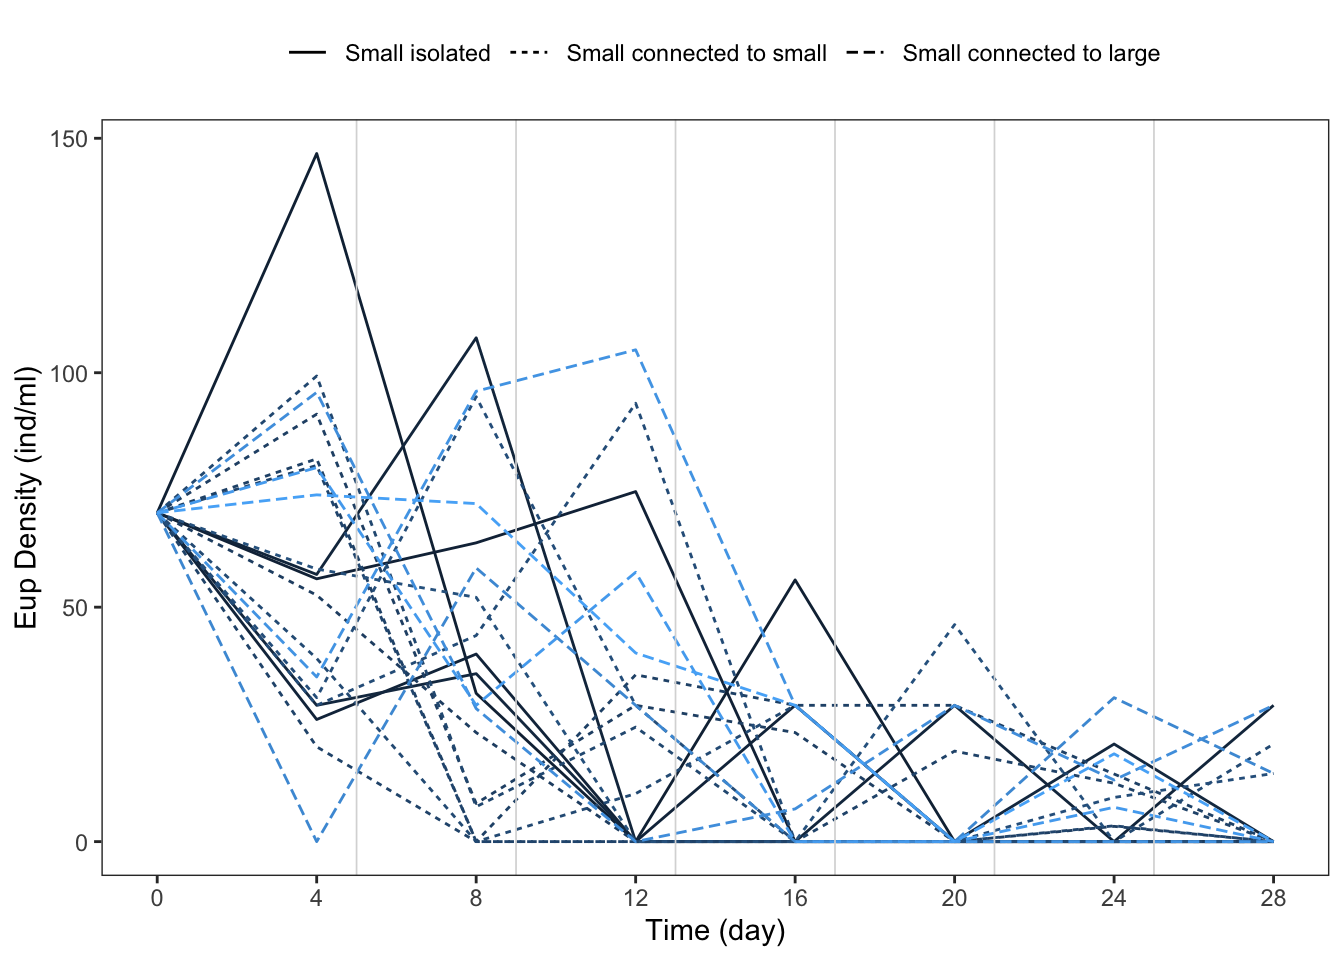 Small isolated Small connected to small Small connected to large
150
100
50
0
Eup Density (ind/ml)
0 4 8 12 16 20 24 28
Time (day)